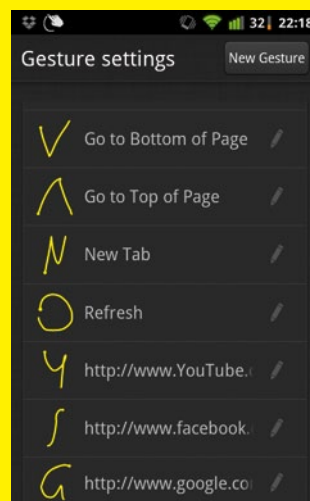 32 22:18
Gesture settings
New Gesture
Go to Bottom of Page
Go to Top of Page
New Tab
Refresh
http://www.YouTube.c
http://www.facebook.
http://www.google.co